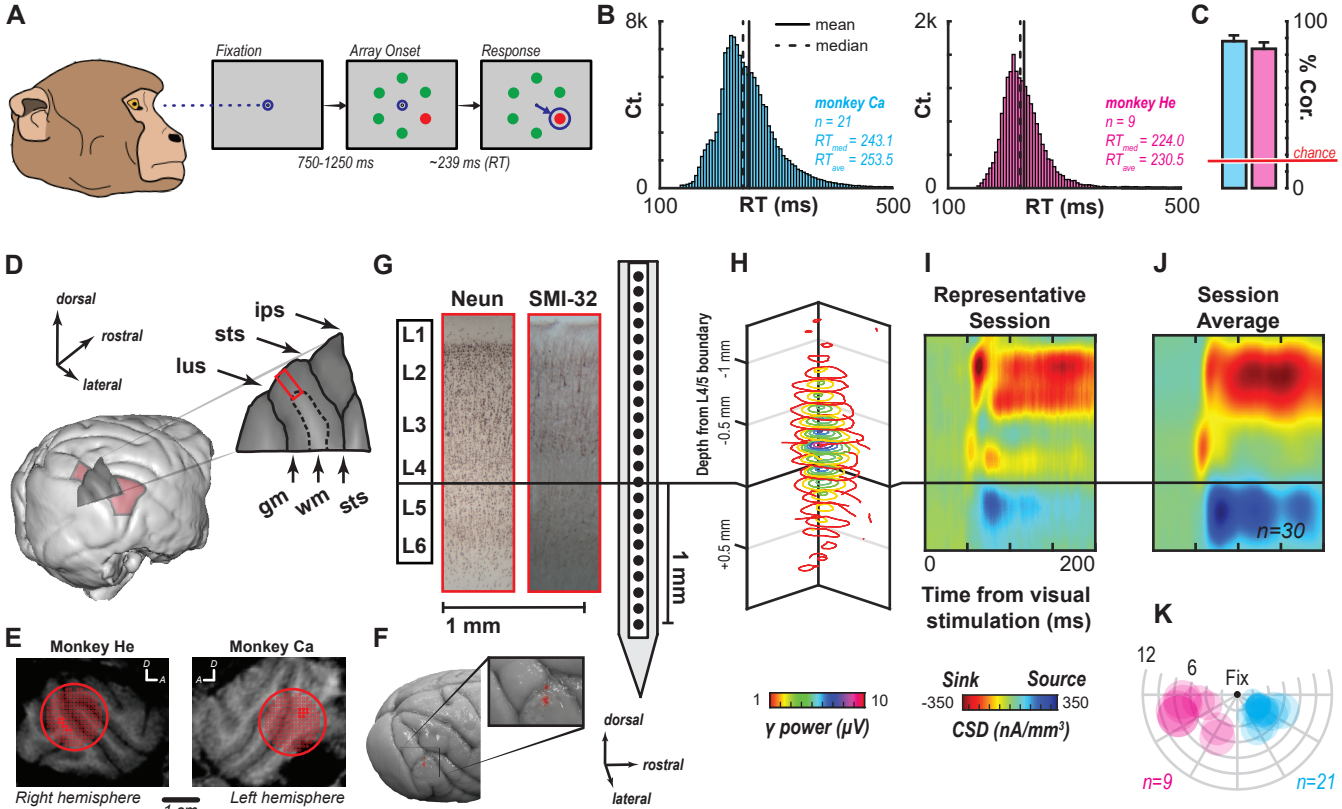 A
Fixation
Array Onset
Response
750-1250 ms
~239 ms (RT)
B
8k
Ct.
0
100
RT (ms)
500
mean
median
monkey Ca
n = 21
RTmed = 243.1
RTave = 253.5
2k
Ct.
0
100
RT (ms)
500
monkey He
n = 9
RTmed = 224.0
RTave = 230.5
C
100
% Cor.
chance
0
D
dorsal
rostral
lateral
ips
sts
lus
gm
wm
sts
G
Neun
SMI-32
L1
L2
L3
L4
L5
L6
1 mm
1 mm
H
Depth from L4/5 boundary
-1 mm
-0.5 mm
+0.5 mm
1
10
γ power (µV)
I
Representative
Session
0
200
Time from visual
stimulation (ms)
Sink
Source
-350
350
CSD (nA/mm³)
J
Session
Average
n=30
E
Monkey He
D
A
Monkey Ca
D
A
Right hemisphere
1 cm
Left hemisphere
F
dorsal
rostral
lateral
K
12
6
Fix
n=9
n=21